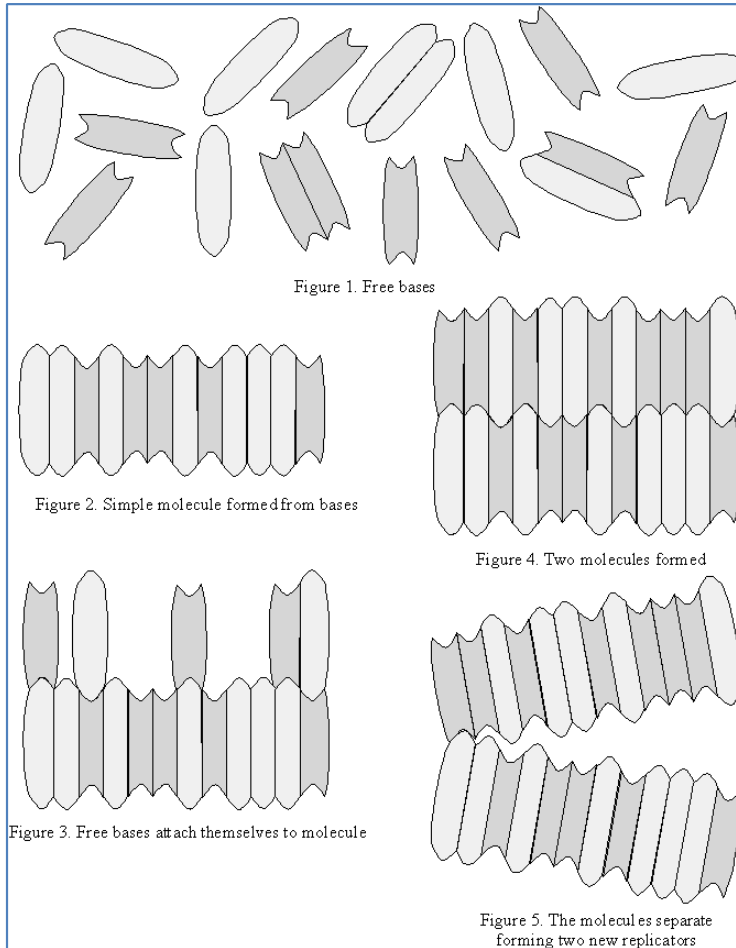 Figure 1. Free bases
Figure 2. Simple molecule formed from bases
Figure 4. Two molecules formed
Figure 3. Free bases attach themselves to molecule
Figure 5. The molecules separate
forming two new replicators